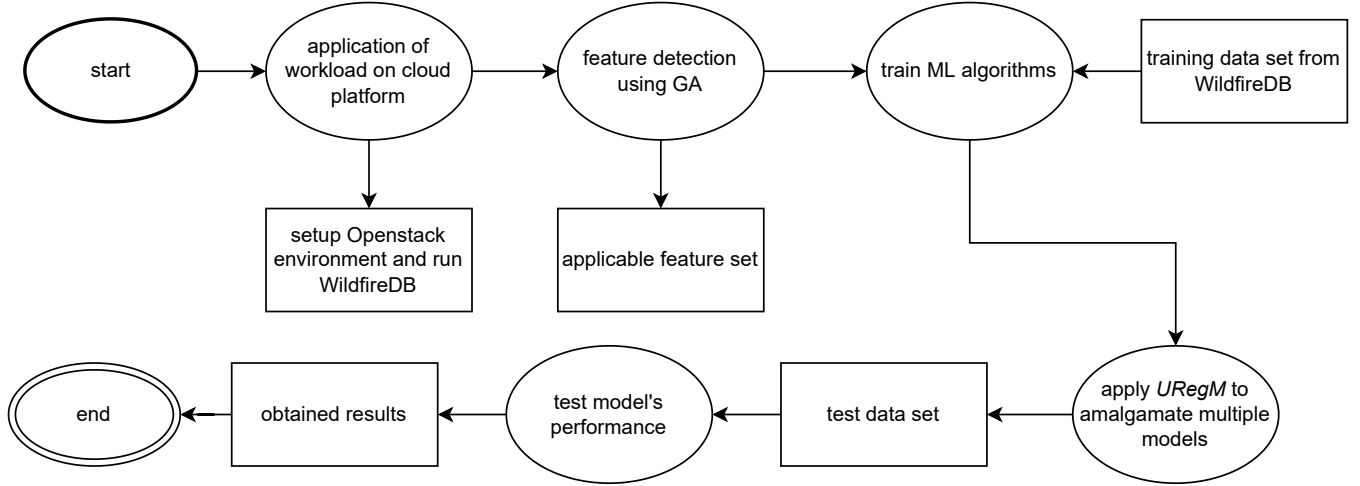 start
application of
workload on cloud
platform
feature detection
using GA
train ML algorithms
training data set from
WildfireDB
setup Openstack
environment and run
WildfireDB
applicable feature set
end
obtained results
test model's
performance
test data set
apply URegM to
amalgamate multiple
models